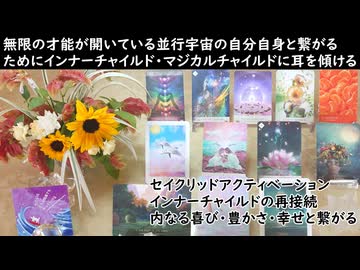 無限の才能が開いている並行宇宙の自分自身と繋がる
ためにインナーチャイルド・マジカルチャイルドに耳を傾ける
セイクリッドアクティベーション
インナーチャイルドの再接続
内なる喜び・豊かさ・幸せと繋がる